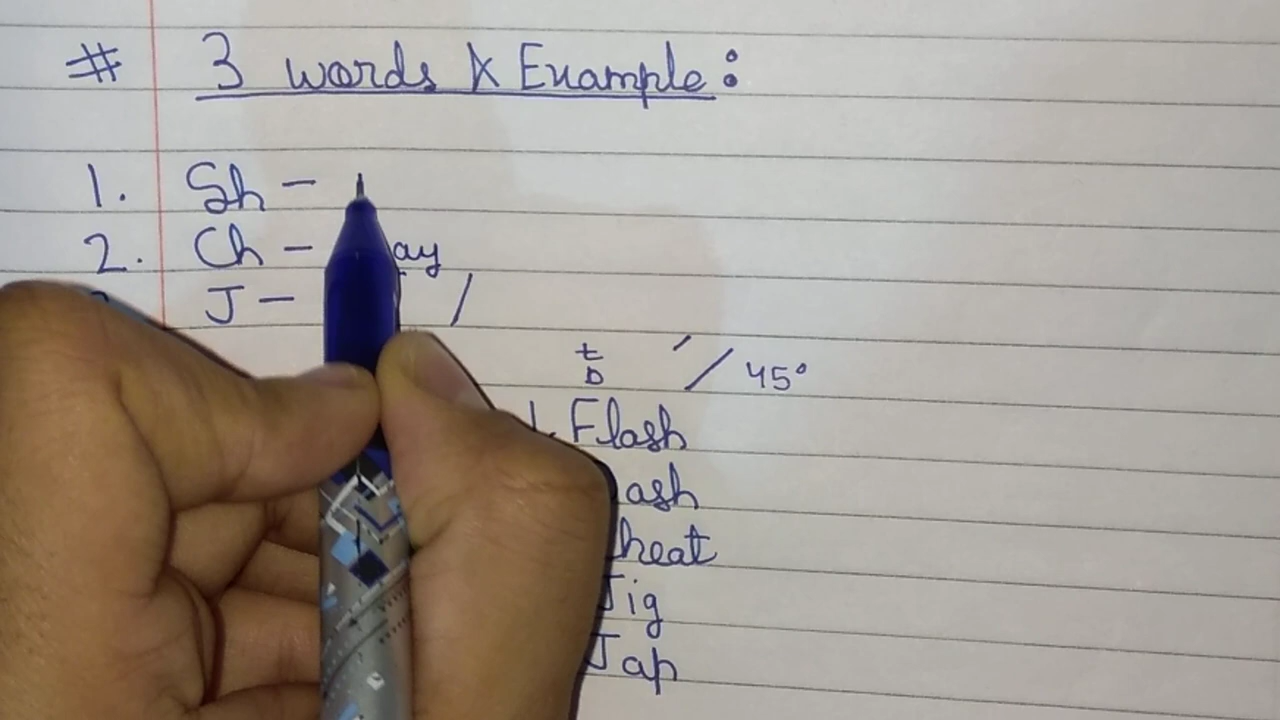 # 3 words & Example:
1. Sh -
2. Ch - ay
J - /
t / 45°
D
Flash
ash
heat
Jig
Jap